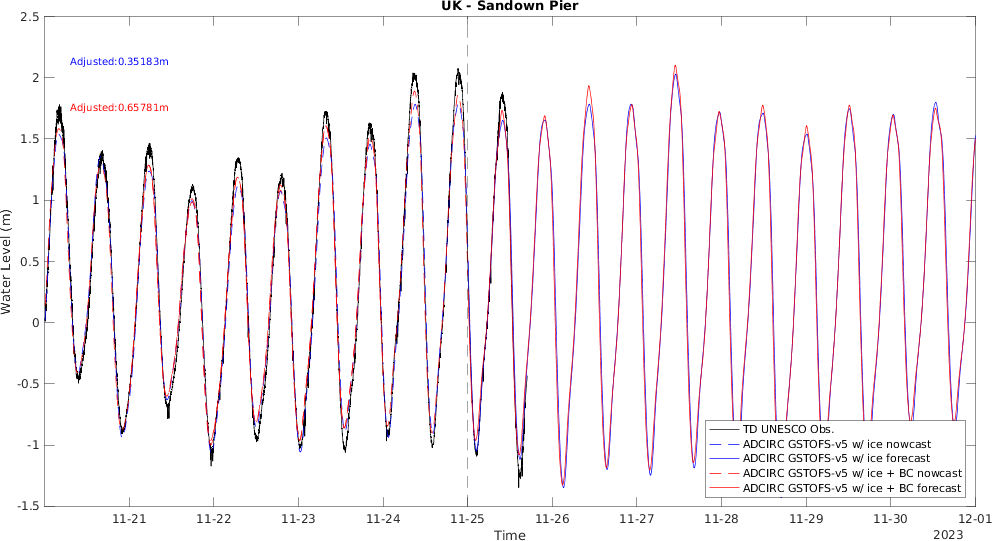 UK - Sandown Pier
2.5
2
1.5
1
0.5
0
-0.5
-1
-1.5
Water Level (m)
Adjusted:0.35183m
Adjusted:0.65781m
TD UNESCO Obs.
ADCIRC GSTOFS-v5 w/ ice nowcast
ADCIRC GSTOFS-v5 w/ ice forecast
ADCIRC GSTOFS-v5 w/ ice + BC nowcast
ADCIRC GSTOFS-v5 w/ ice + BC forecast
11-21 11-22 11-23 11-24 11-25 11-26 11-27 11-28 11-29 11-30 12-01
Time
2023